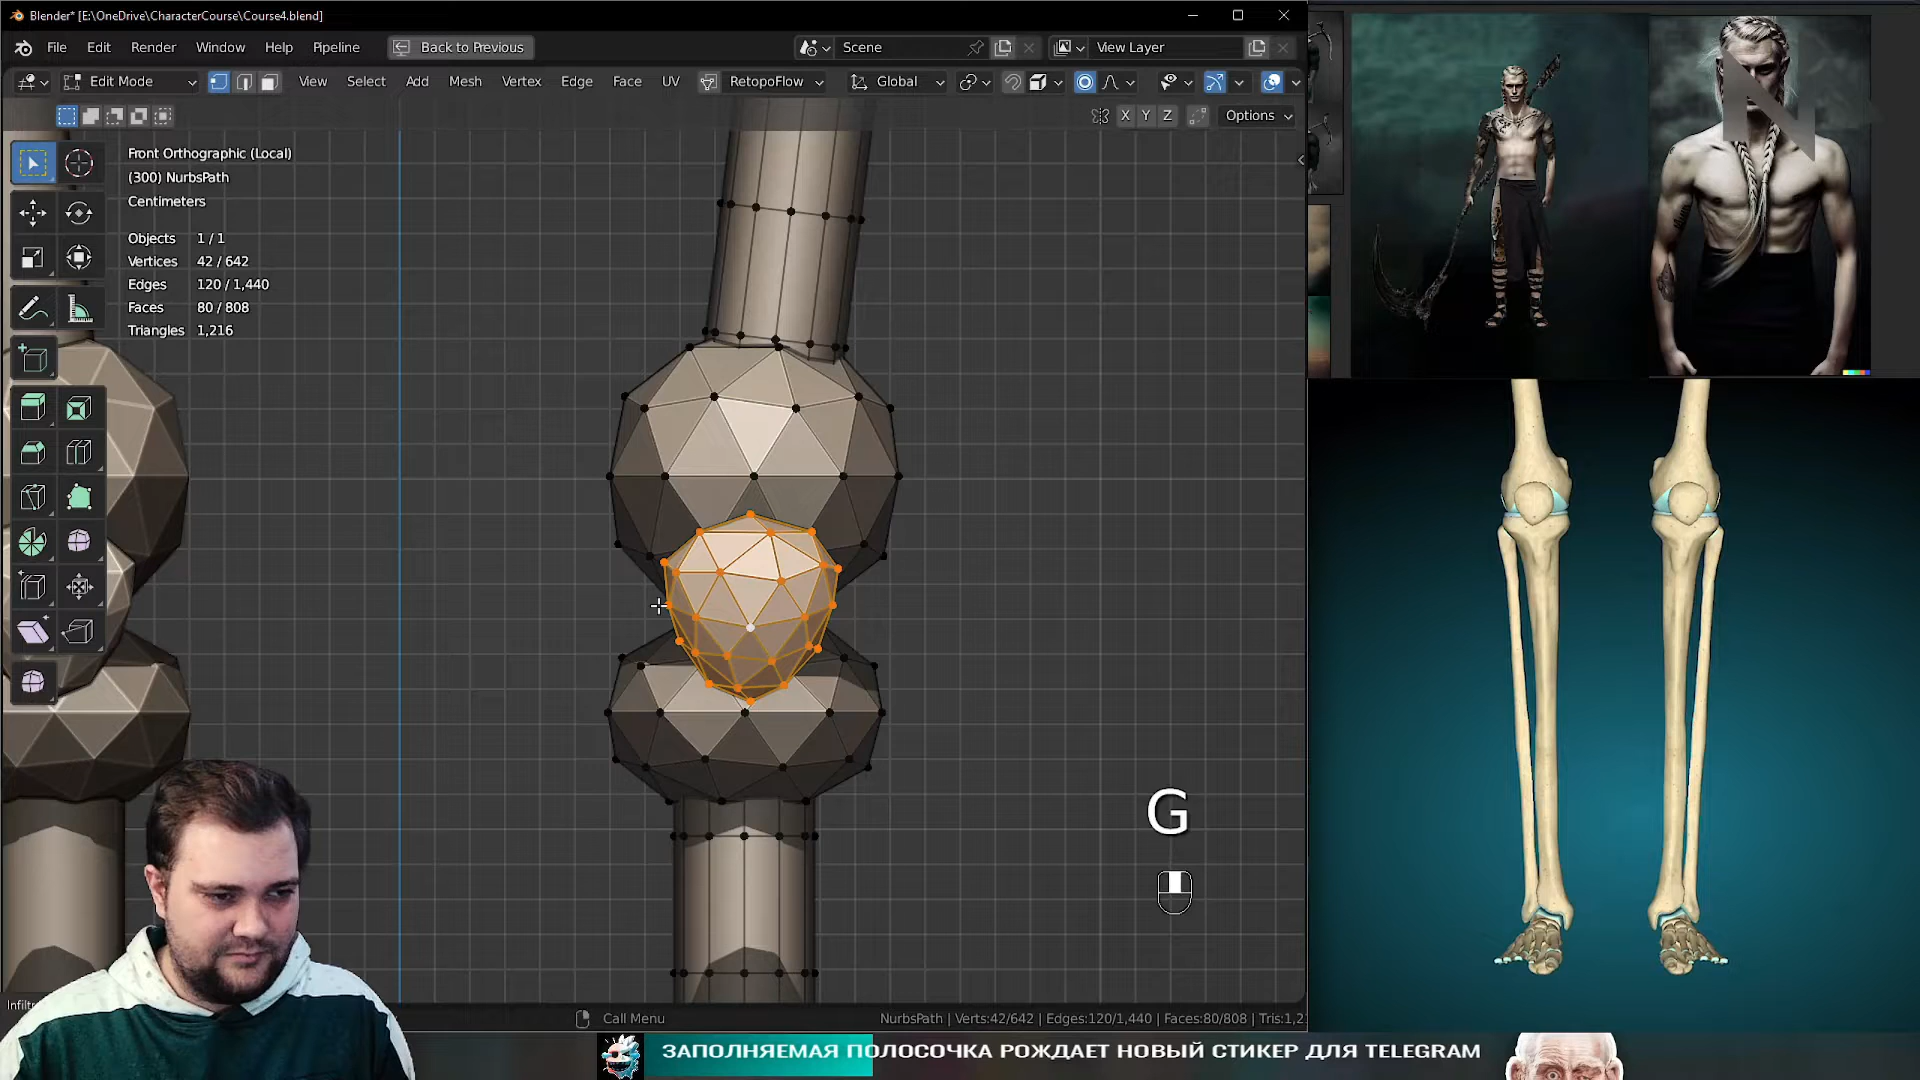 Blender* [E:\OneDrive\CharacterCourse\Course4.blend]
File Edit Render Window Help Pipeline Back to Previous Scene View Layer
Edit Mode View Select Add Mesh Vertex Edge Face UV RetopoFlow Global
X Y Z Options
Front Orthographic (Local)
(300) NurbsPath
Centimeters
Objects 1 / 1
Vertices 42 / 642
Edges 120 / 1,440
Faces 80 / 808
Triangles 1,216
G
Call Menu
NurbsPath | Verts:42/642 | Edges:120/1,440 | Faces:80/808 | Tris:1,2
ЗАПОЛНЯЕМАЯ ПОЛОСОЧКА РОЖДАЕТ НОВЫЙ СТИКЕР ДЛЯ TELEGRAM